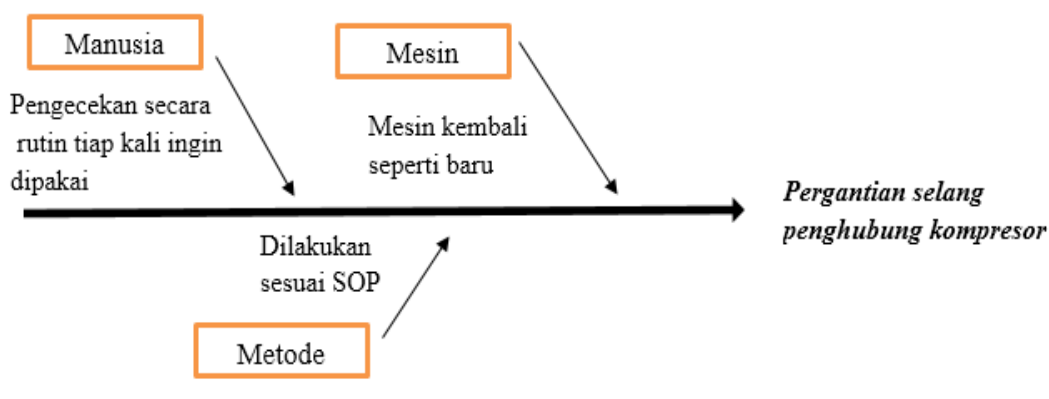 Manusia
Pengecekan secara
rutin tiap kali ingin
dipakai
Mesin
Mesin kembali
seperti baru
Dilakukan
sesuai SOP
Metode
Pergantian selang
penghubung kompresor